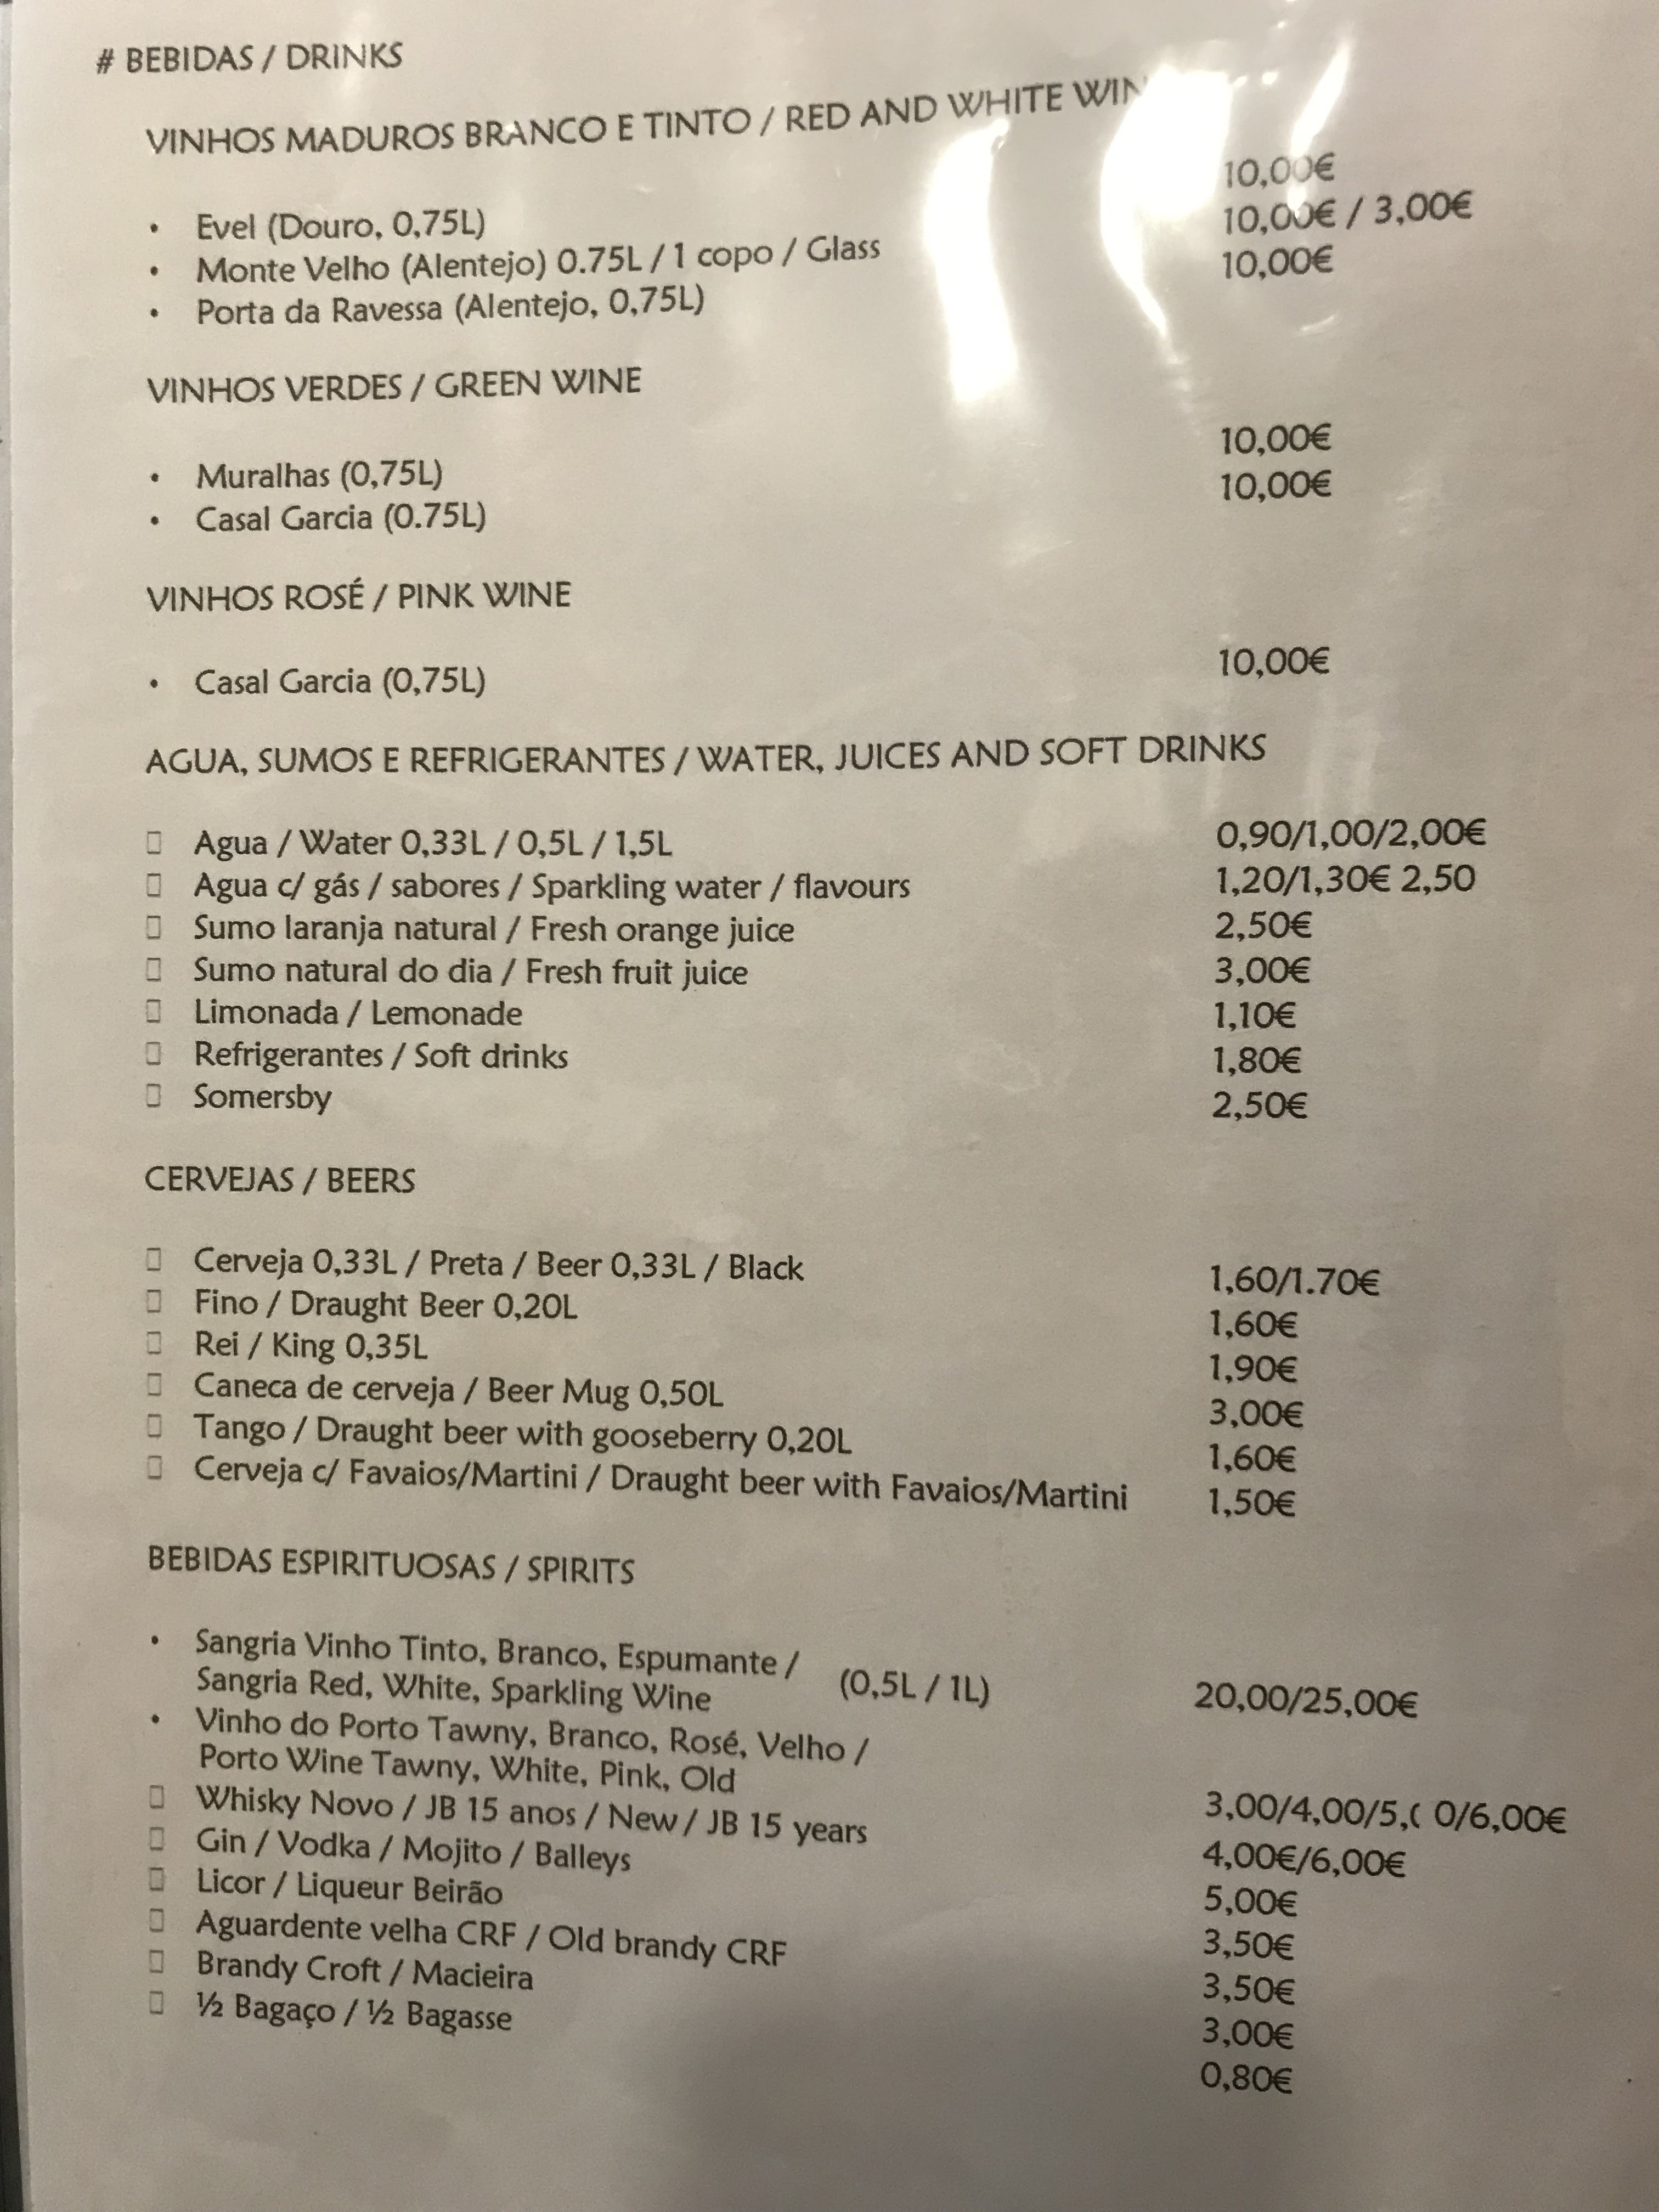 # BEBIDAS / DRINKS
VINHOS MADUROS BRANCO E TINTO / RED AND WHITE
10,00€
• Evel (Douro, 0,75L)
10,00€ / 3,00€
• Monte Velho (Alentejo) 0.75L / 1 copo / Glass
10,00€
• Porta da Ravessa (Alentejo, 0,75L)
VINHOS VERDES / GREEN WINE
10,00€
• Muralhas (0,75L)
10,00€
• Casal Garcia (0.75L)
VINHOS ROSÉ / PINK WINE
10,00€
• Casal Garcia (0,75L)
AGUA, SUMOS E REFRIGERANTES / WATER, JUICES AND SOFT DRINKS
Agua / Water 0,33L / 0,5L / 1,5L 0,90/1,00/2,00€
Agua c/ gás / sabores / Sparkling water / flavours 1,20/1,30€ 2,50
Sumo laranja natural / Fresh orange juice 2,50€
Sumo natural do dia / Fresh fruit juice 3,00€
Limonada / Lemonade 1,10€
Refrigerantes / Soft drinks 1,80€
Somersby 2,50€
CERVEJAS / BEERS
Cerveja 0,33L / Preta / Beer 0,33L / Black 1,60/1.70€
Fino / Draught Beer 0,20L 1,60€
Rei / King 0,35L 1,90€
Caneca de cerveja / Beer Mug 0,50L 3,00€
Tango / Draught beer with gooseberry 0,20L 1,60€
Cerveja c/ Favaios/Martini / Draught beer with Favaios/Martini 1,50€
BEBIDAS ESPIRITUOSAS / SPIRITS
• Sangria Vinho Tinto, Branco, Espumante /
Sangria Red, White, Sparkling Wine (0,5L / 1L) 20,00/25,00€
• Vinho do Porto Tawny, Branco, Rosé, Velho /
Porto Wine Tawny, White, Pink, Old
3,00/4,00/5,( 0/6,00€
Whisky Novo / JB 15 anos / New / JB 15 years
4,00€/6,00€
Gin / Vodka / Mojito / Balleys
5,00€
Licor / Liqueur Beirão
3,50€
Aguardente velha CRF / Old brandy CRF
3,50€
Brandy Croft / Macieira
3,00€
½ Bagaço / ½ Bagasse
0,80€